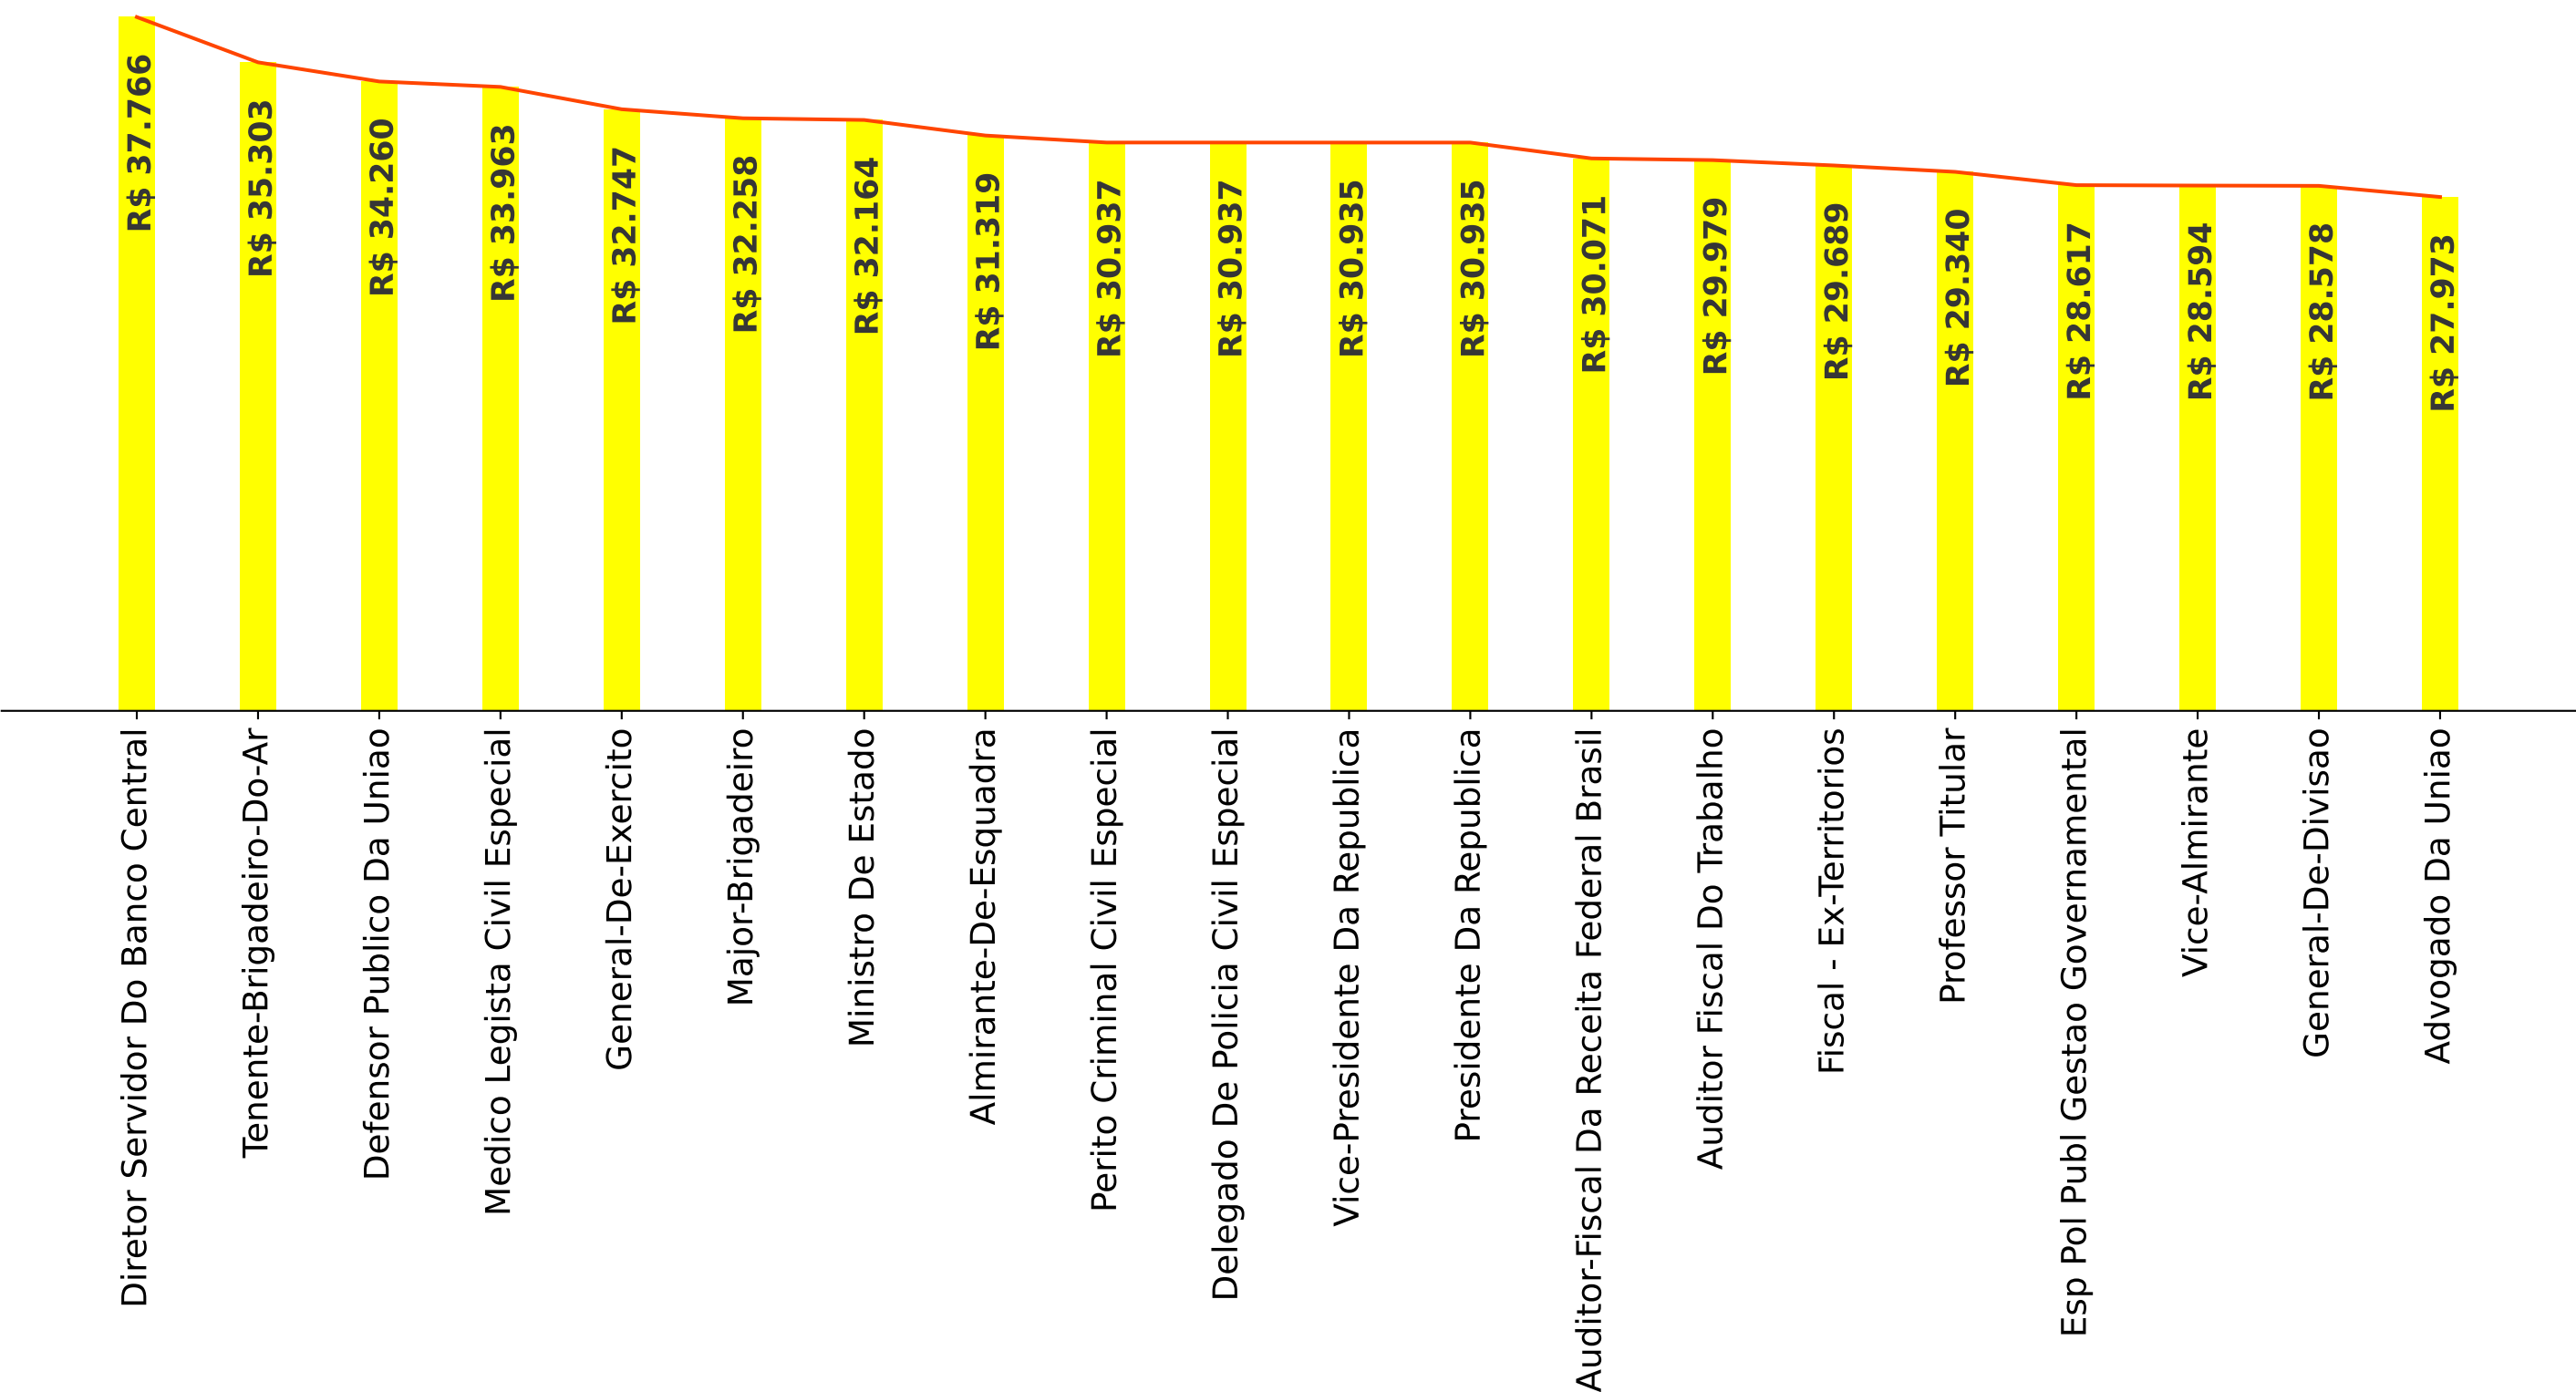 R$ 37.766
R$ 35.303
R$ 34.260
R$ 33.963
R$ 32.747
R$ 32.258
R$ 32.164
R$ 31.319
R$ 30.937
R$ 30.937
R$ 30.935
R$ 30.935
R$ 30.071
R$ 29.979
R$ 29.689
R$ 29.340
R$ 28.617
R$ 28.594
R$ 28.578
R$ 27.973
Diretor Servidor Do Banco Central
Tenente-Brigadeiro-Do-Ar
Defensor Publico Da Uniao
Medico Legista Civil Especial
General-De-Exercito
Major-Brigadeiro
Ministro De Estado
Almirante-De-Esquadra
Perito Criminal Civil Especial
Delegado De Policia Civil Especial
Vice-Presidente Da Republica
Presidente Da Republica
Auditor-Fiscal Da Receita Federal Brasil
Auditor Fiscal Do Trabalho
Fiscal - Ex-Territorios
Professor Titular
Esp Pol Publ Gestao Governamental
Vice-Almirante
General-De-Divisao
Advogado Da Uniao